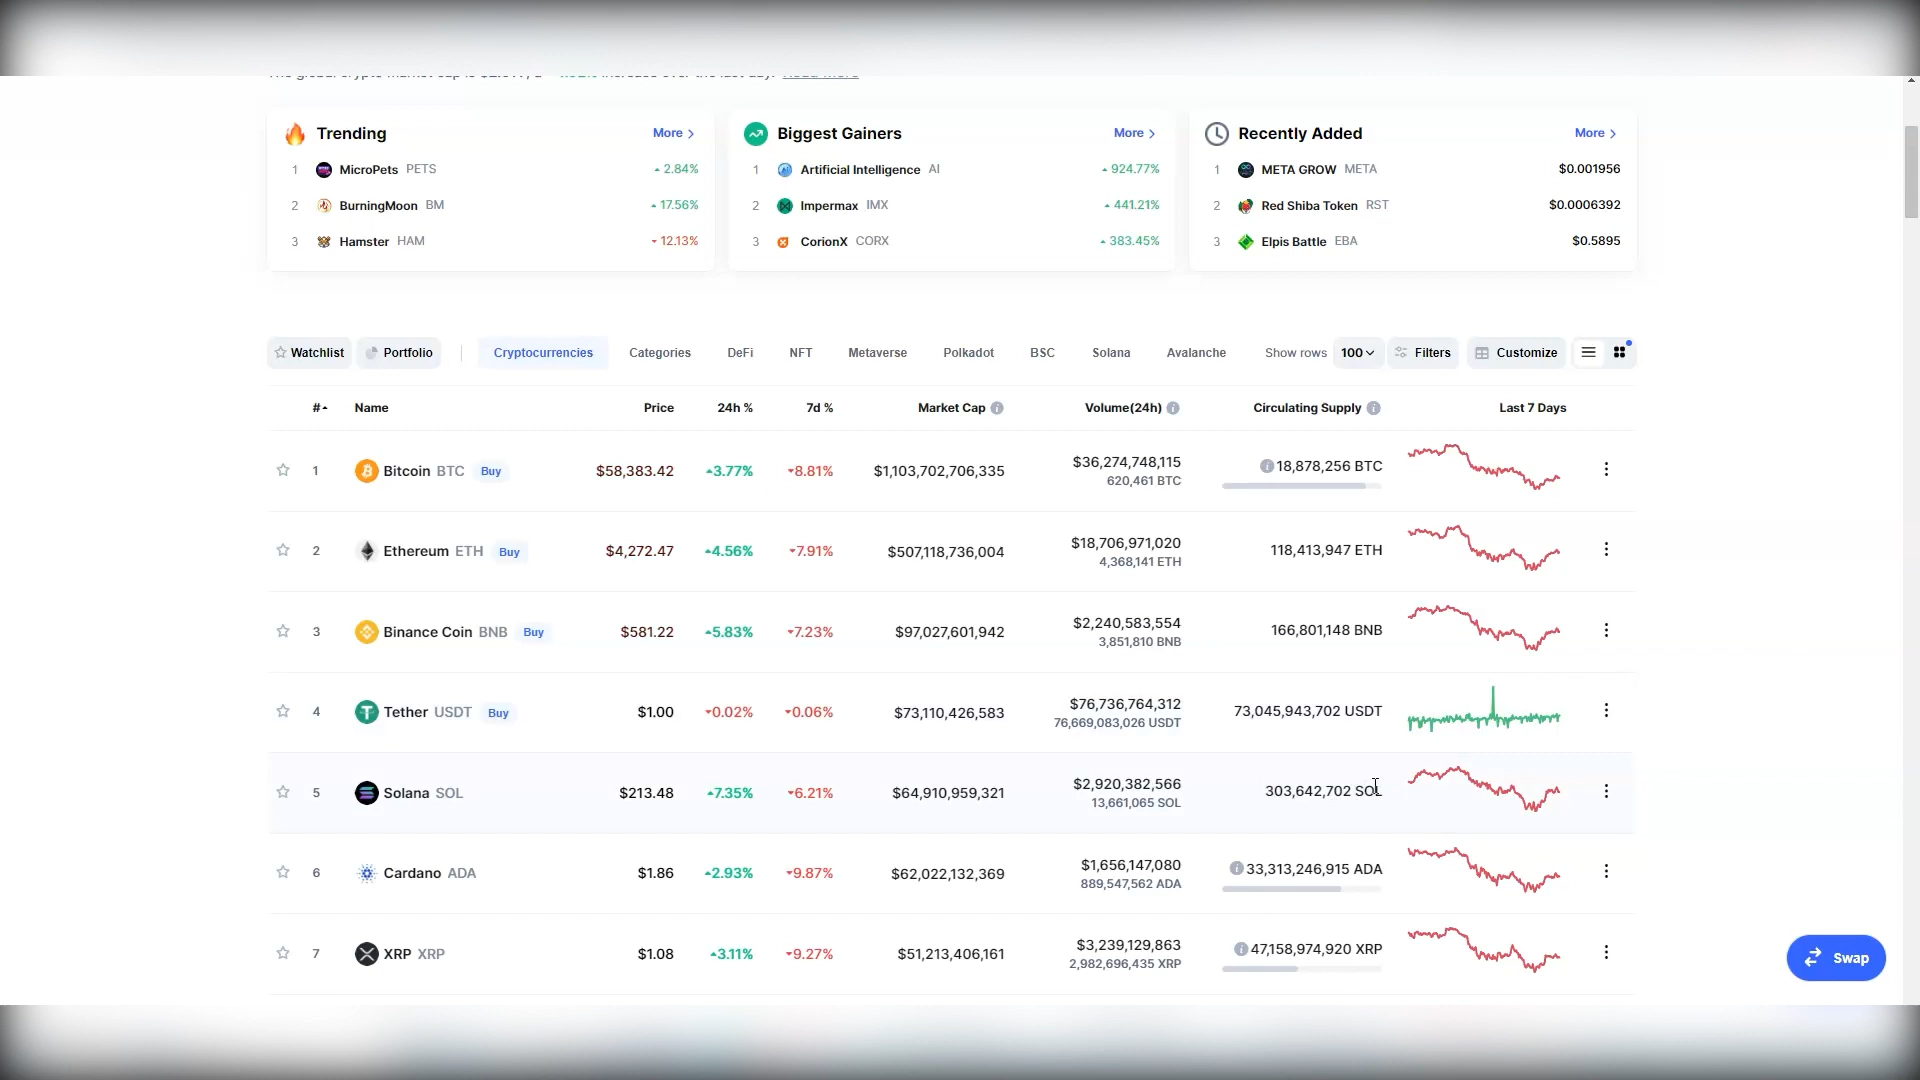 Trending More >
1 MicroPets PETS 2.84%
2 BurningMoon BM 17.56%
3 Hamster HAM 12.13%
Biggest Gainers More >
1 Artificial Intelligence AI 924.77%
2 Impermax IMX 441.21%
3 CorionX CORX 383.45%
Recently Added More >
1 META GROW META $0.001956
2 Red Shiba Token RST $0.0006392
3 Elpis Battle EBA $0.5895
Watchlist Portfolio Cryptocurrencies Categories DeFi NFT Metaverse Polkadot BSC Solana Avalanche Show rows 100 Filters Customize
# Name Price 24h % 7d % Market Cap Volume(24h) Circulating Supply Last 7 Days
1 Bitcoin BTC Buy $58,383.42 3.77% 8.81% $1,103,702,706,335 $36,274,748,115 18,878,256 BTC
620,461 BTC
2 Ethereum ETH Buy $4,272.47 4.56% 7.91% $507,118,736,004 $18,706,971,020 118,413,947 ETH
4,368,141 ETH
3 Binance Coin BNB Buy $581.22 5.83% 7.23% $97,027,601,942 $2,240,583,554 166,801,148 BNB
3,851,810 BNB
4 Tether USDT Buy $1.00 0.02% 0.06% $73,110,426,583 $76,736,764,312 73,045,943,702 USDT
76,669,083,026 USDT
5 Solana SOL $213.48 7.35% 6.21% $64,910,959,321 $2,920,382,566 303,642,702 SOL
13,661,065 SOL
6 Cardano ADA $1.86 2.93% 9.87% $62,022,132,369 $1,656,147,080 33,313,246,915 ADA
889,547,562 ADA
7 XRP XRP $1.08 3.11% 9.27% $51,213,406,161 $3,239,129,863 47,158,974,920 XRP
2,982,696,435 XRP
Swap